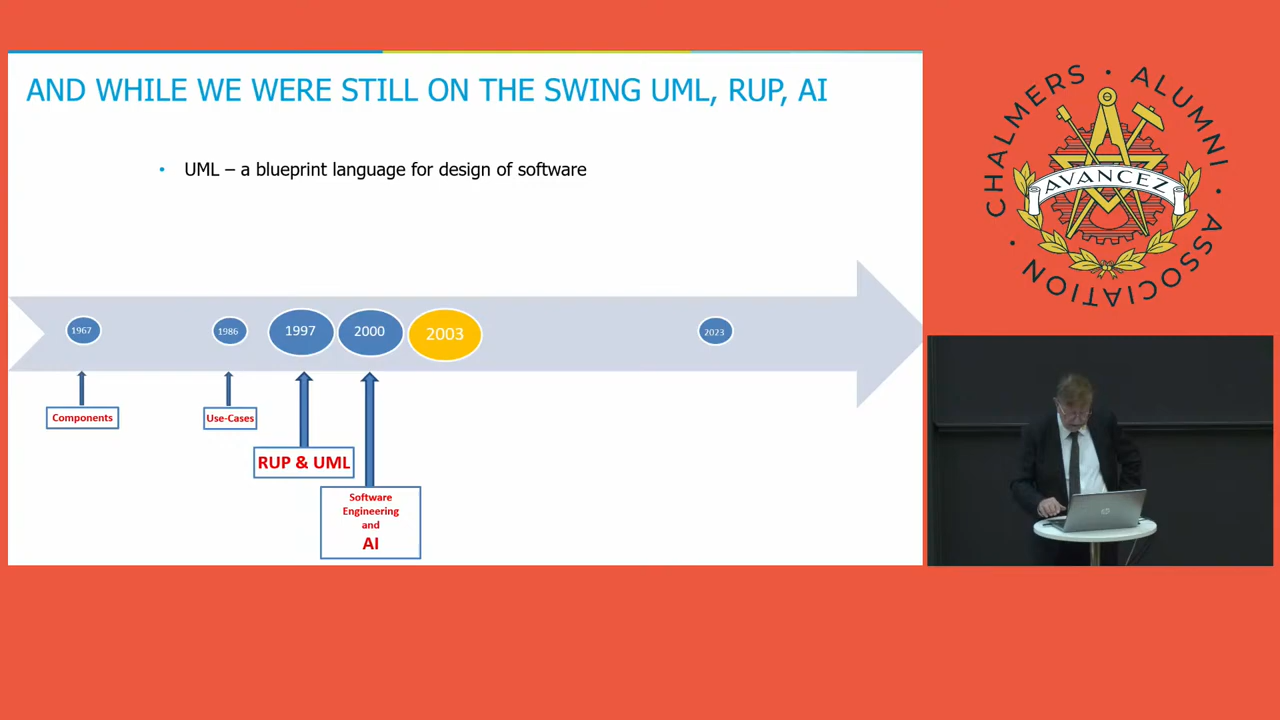 AND WHILE WE WERE STILL ON THE SWING UML, RUP, AI
• UML – a blueprint language for design of software
1967
1986
1997
2000
2003
2023
Components
Use-Cases
RUP & UML
Software
Engineering
and
AI
CHALMERS • ALUMNI • ASSOCIATION •
AVANCEZ